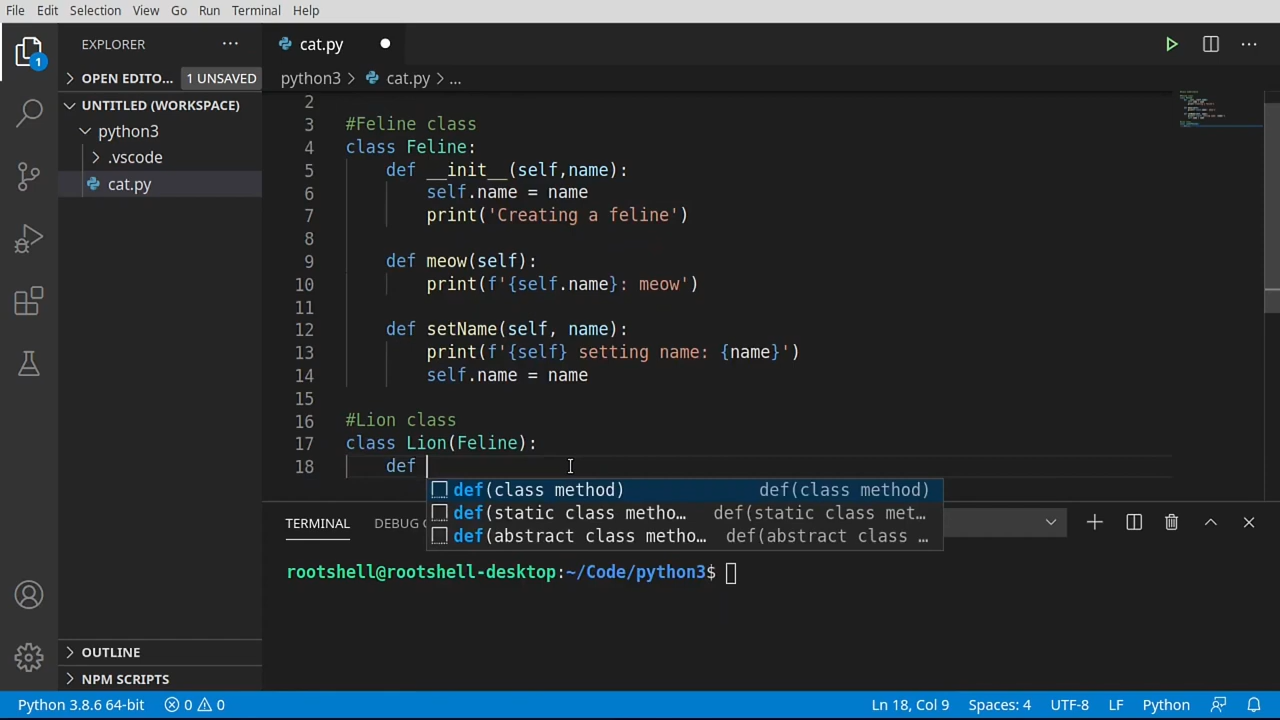 File Edit Selection View Go Run Terminal Help
EXPLORER
cat.py
OPEN EDITO... 1 UNSAVED
python3 > cat.py > ...
UNTITLED (WORKSPACE)
python3
.vscode
cat.py
1
2
3 #Feline class
4 class Feline:
5 def __init__(self,name):
6 self.name = name
7 print('Creating a feline')
8
9 def meow(self):
10 print(f'{self.name}: meow')
11
12 def setName(self, name):
13 print(f'{self} setting name: {name}')
14 self.name = name
15
16 #Lion class
17 class Lion(Feline):
18 def
def(class method) def(class method)
def(static class metho... def(static class met...
def(abstract class metho... def(abstract class ...
TERMINAL DEBUG
rootshell@rootshell-desktop:~/Code/python3$
OUTLINE
NPM SCRIPTS
Python 3.8.6 64-bit 0 0 Ln 18, Col 9 Spaces: 4 UTF-8 LF Python